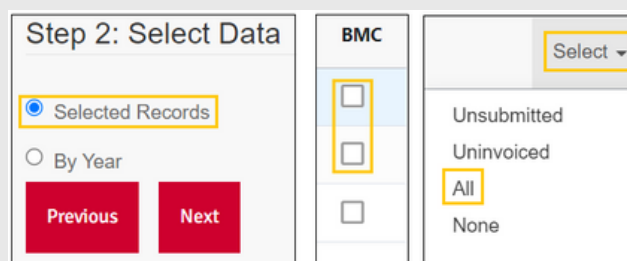 Step 2: Select Data
Selected Records
By Year
Previous Next
BMC
Select
Unsubmitted
Uninvoiced
All
None